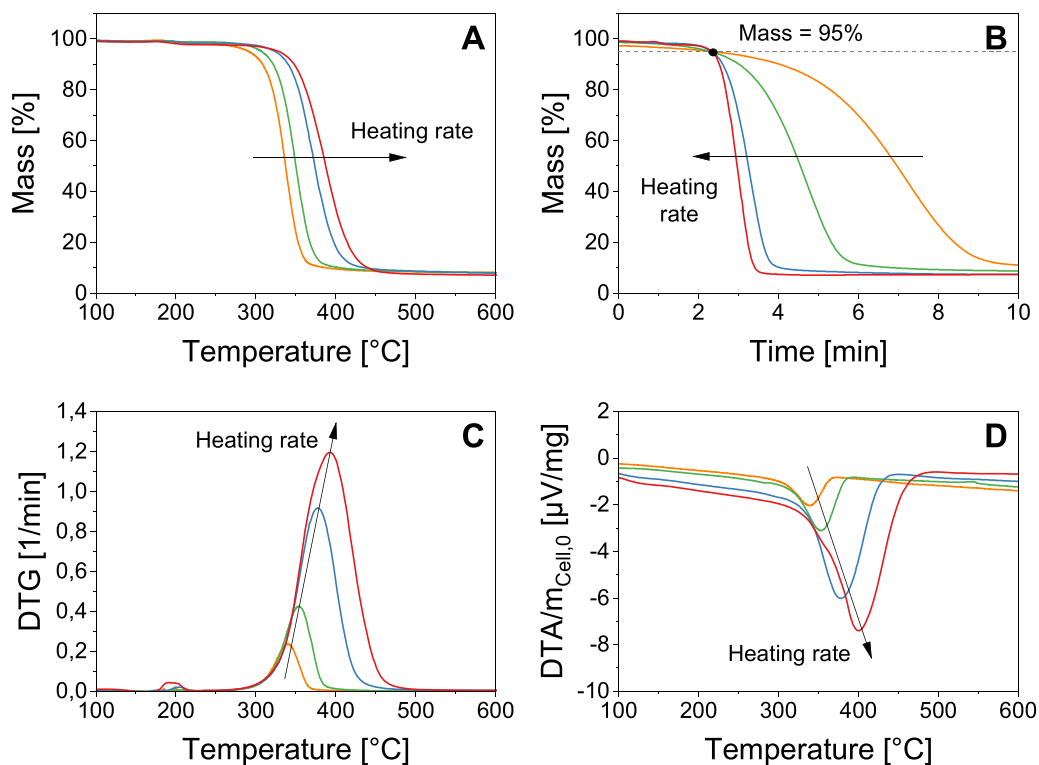 A
100
80
60
40
20
0
Mass [%]
Heating rate
100 200 300 400 500 600
Temperature [°C]
B
Mass = 95%
100
80
60
40
20
0
Mass [%]
Heating
rate
0 2 4 6 8 10
Time [min]
C
1,4
1,2
1,0
0,8
0,6
0,4
0,2
0,0
DTG [1/min]
Heating rate
100 200 300 400 500 600
Temperature [°C]
D
2
0
-2
-4
-6
-8
-10
DTA/m_Cell,0 [µV/mg]
Heating rate
100 200 300 400 500 600
Temperature [°C]